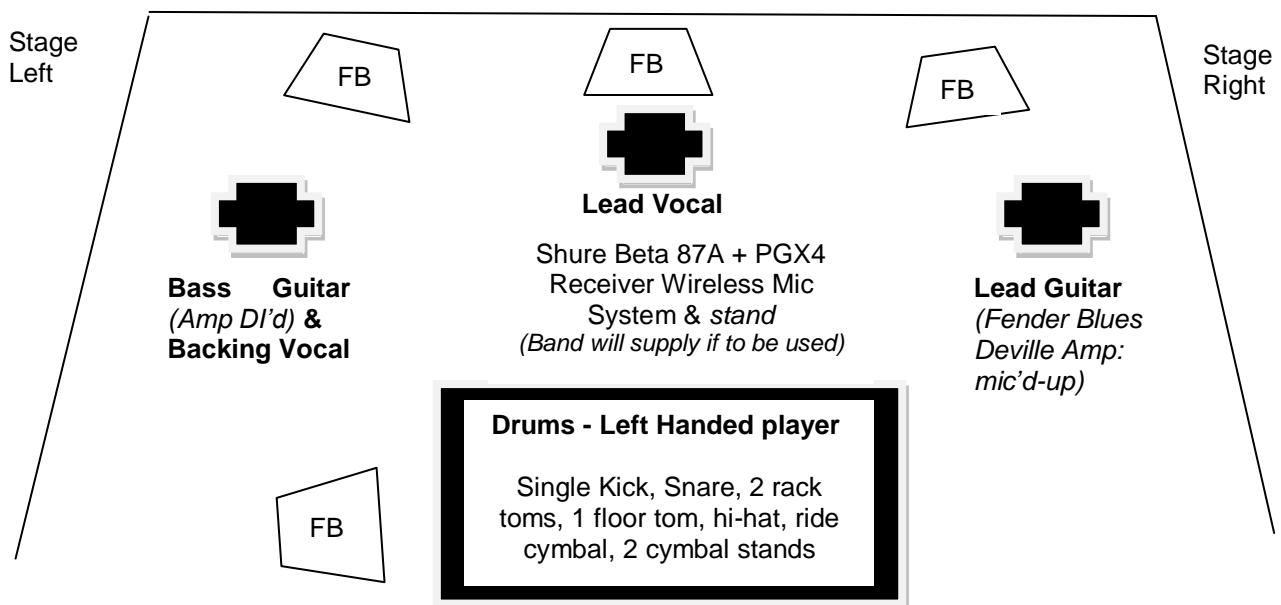 Stage
Left
FB
FB
FB
Stage
Right
Lead Vocal
Shure Beta 87A + PGX4
Receiver Wireless Mic
System & stand
(Band will supply if to be used)
Bass Guitar
(Amp DI’d) &
Backing Vocal
Lead Guitar
(Fender Blues
Deville Amp:
mic’d-up)
Drums - Left Handed player
Single Kick, Snare, 2 rack
toms, 1 floor tom, hi-hat, ride
cymbal, 2 cymbal stands
FB